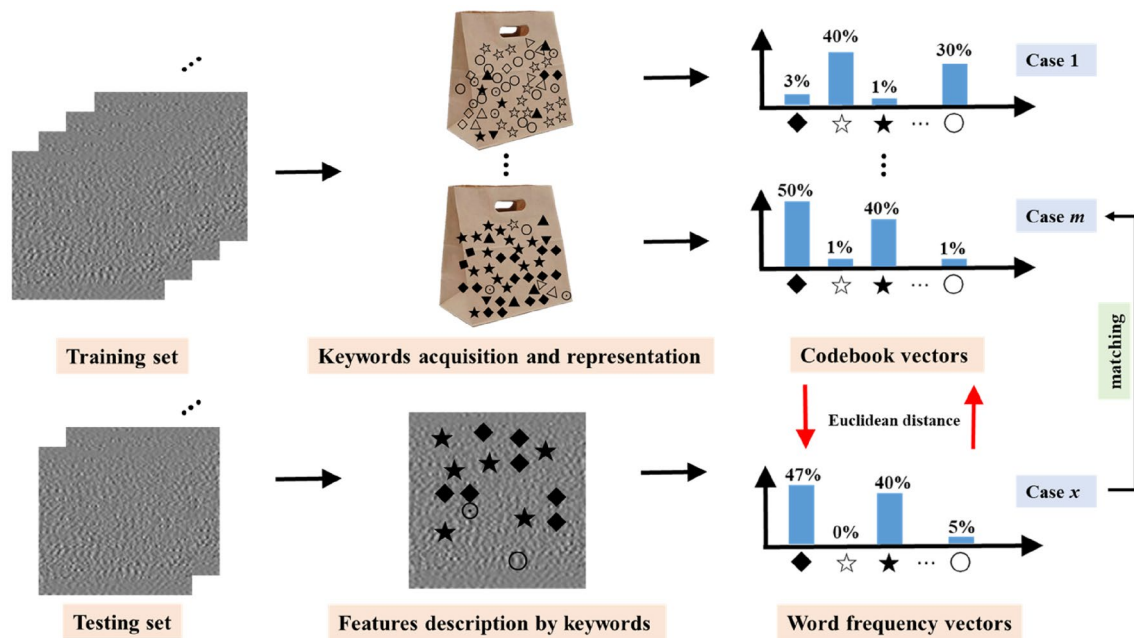 40%
30%
3%
1%
...
Case 1
50%
40%
1%
1%
...
Case m
Training set
Keywords acquisition and representation
Codebook vectors
matching
Euclidean distance
47%
40%
0%
5%
...
Case x
Testing set
Features description by keywords
Word frequency vectors